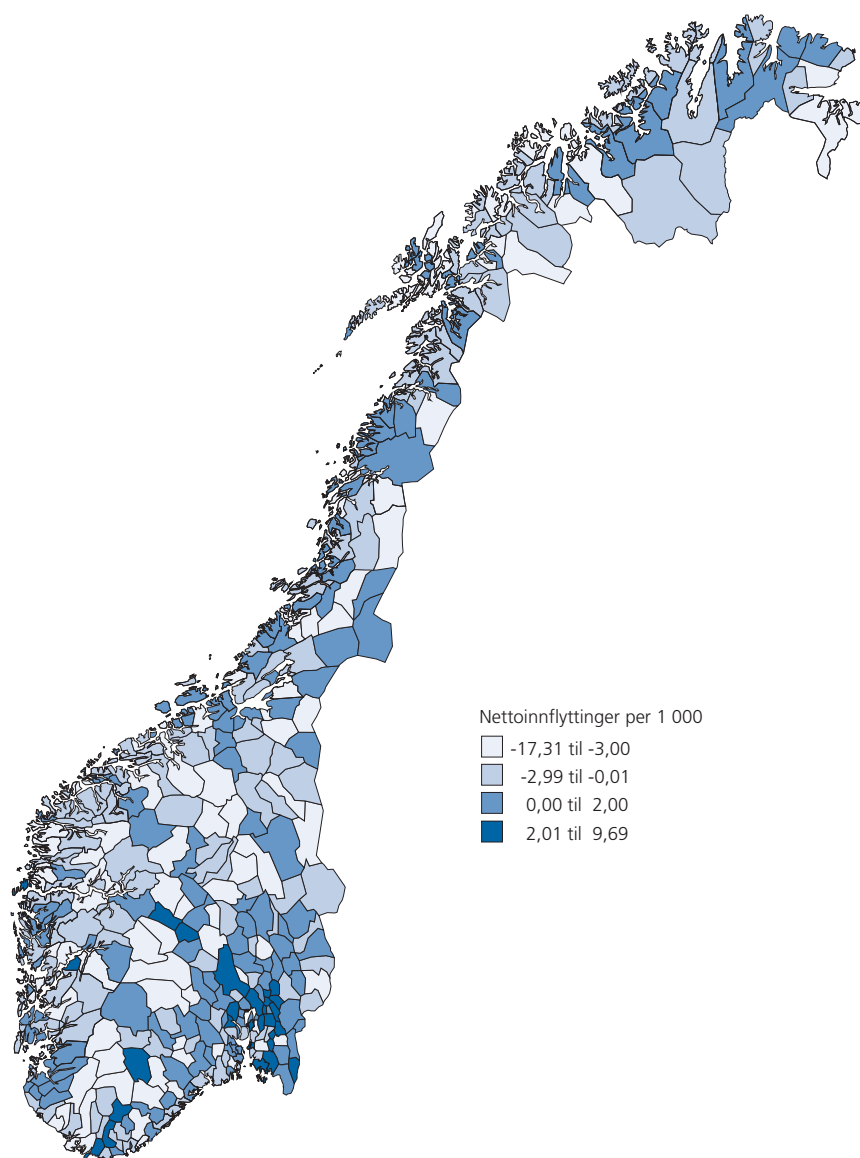 Nettoinnflyttinger per 1 000
-17,31 til -3,00
-2,99 til -0,01
0,00 til 2,00
2,01 til 9,69